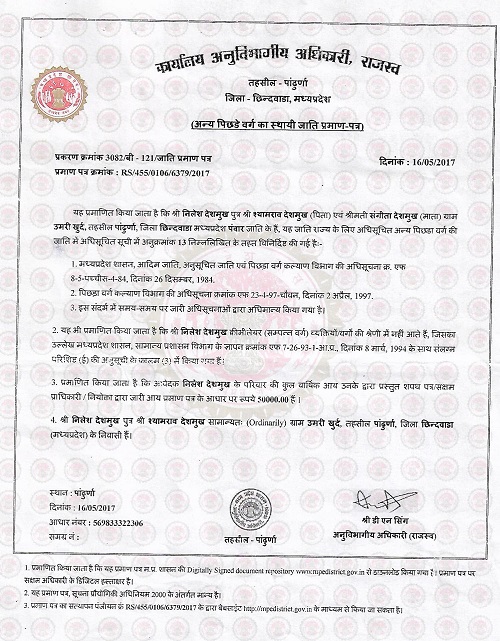 कार्यालय अनुविभागीय अधिकारी, राजस्व
तहसील - पांढुर्णा
जिला - छिन्दवाडा, मध्यप्रदेश
(अन्य पिछडे वर्ग का स्थायी जाति प्रमाण-पत्र)
प्रकरण क्रमांक 3082/बी - 121/जाति प्रमाण पत्र
दिनांक : 16/05/2017
प्रमाण पत्र क्रमांक : RS/455/0106/6379/2017
यह प्रमाणित किया जाता है कि श्री निलेश देशमुख पुत्र श्री श्यामराव देशमुख (पिता) एवं श्रीमती संगीता देशमुख (माता) ग्राम
उमरी खुर्द, तहसील पांढुर्णा, जिला छिन्दवाडा मध्यप्रदेश पंवार जाति के हैं, यह जाति राज्य के लिए अधिसूचित अन्य पिछड़ा वर्ग की
जाति में अधिसूचित सूची में अनुक्रमांक 13 निम्नलिखित के तहत विनिर्दिष्ट की गई है:-
1. मध्यप्रदेश शासन, आदिम जाति, अनुसूचित जाति एवं पिछड़ा वर्ग कल्याण विभाग की अधिसूचना क्र. एफ
8-5-पच्चीस-4-84, दिनांक 26 दिसम्बर, 1984.
2. पिछड़ा वर्ग कल्याण विभाग की अधिसूचना क्रमांक एफ 23-4-97-चौवन, दिनांक 2 अप्रैल, 1997.
3. इस संदर्भ में समय-समय पर जारी अधिसूचनाओं द्वारा अधिमान्य किया गया है।
2. यह भी प्रमाणित किया जाता है कि श्री निलेश देशमुख क्रीमीलेयर (सम्पन्न वर्ग) व्यक्तियों/वर्गों की श्रेणी में नहीं आते हैं, जिसका
उल्लेख मध्यप्रदेश शासन, सामान्य प्रशासन विभाग के ज्ञापन क्रमांक एफ 7-26-93-1-आ.प्र., दिनांक 8 मार्च, 1994 के साथ संलग्न
परिशिष्ट (ई) की अनुसूची के कालम (3) में किया गया है।
3. प्रमाणित किया जाता है कि आवेदक निलेश देशमुख के परिवार की कुल वार्षिक आय उनके द्वारा प्रस्तुत शपथ पत्र/सक्षम
प्राधिकारी / नियोक्ता द्वारा जारी आय प्रमाण पत्र के आधार पर रूपये 50000.00 हैं।
4. श्री निलेश देशमुख पुत्र श्री श्यामराव देशमुख सामान्यतः (Ordinarily) ग्राम उमरी खुर्द, तहसील पांढुर्णा, जिला छिन्दवाडा
(मध्यप्रदेश) के निवासी हैं।
स्थान : पांढुर्णा
दिनांक : 16/05/2017
आधार नंबर : 569833322306
समग्र नं :
तहसील - पांढुर्णा
श्री डी एन सिंग
अनुविभागीय अधिकारी (राजस्व)
1. प्रमाणित किया जाता है कि यह प्रमाण पत्र म.प्र. शासन की Digitally Signed document repository www.mpedistrict.gov.in से डाउनलोड किया गया है। प्रमाण पत्र पर
सक्षम अधिकारी के डिजिटल हस्ताक्षर है।
2. यह प्रमाण पत्र, सूचना प्रौद्योगिकी अधिनियम 2000 के अंतर्गत मान्य है।
3. प्रमाण पत्र का सत्यापन पंजीयन क्र RS/455/0106/6379/2017 के द्वारा वेबसाईट http://mpedistrict.gov.in के माध्यम से किया जा सकता है।